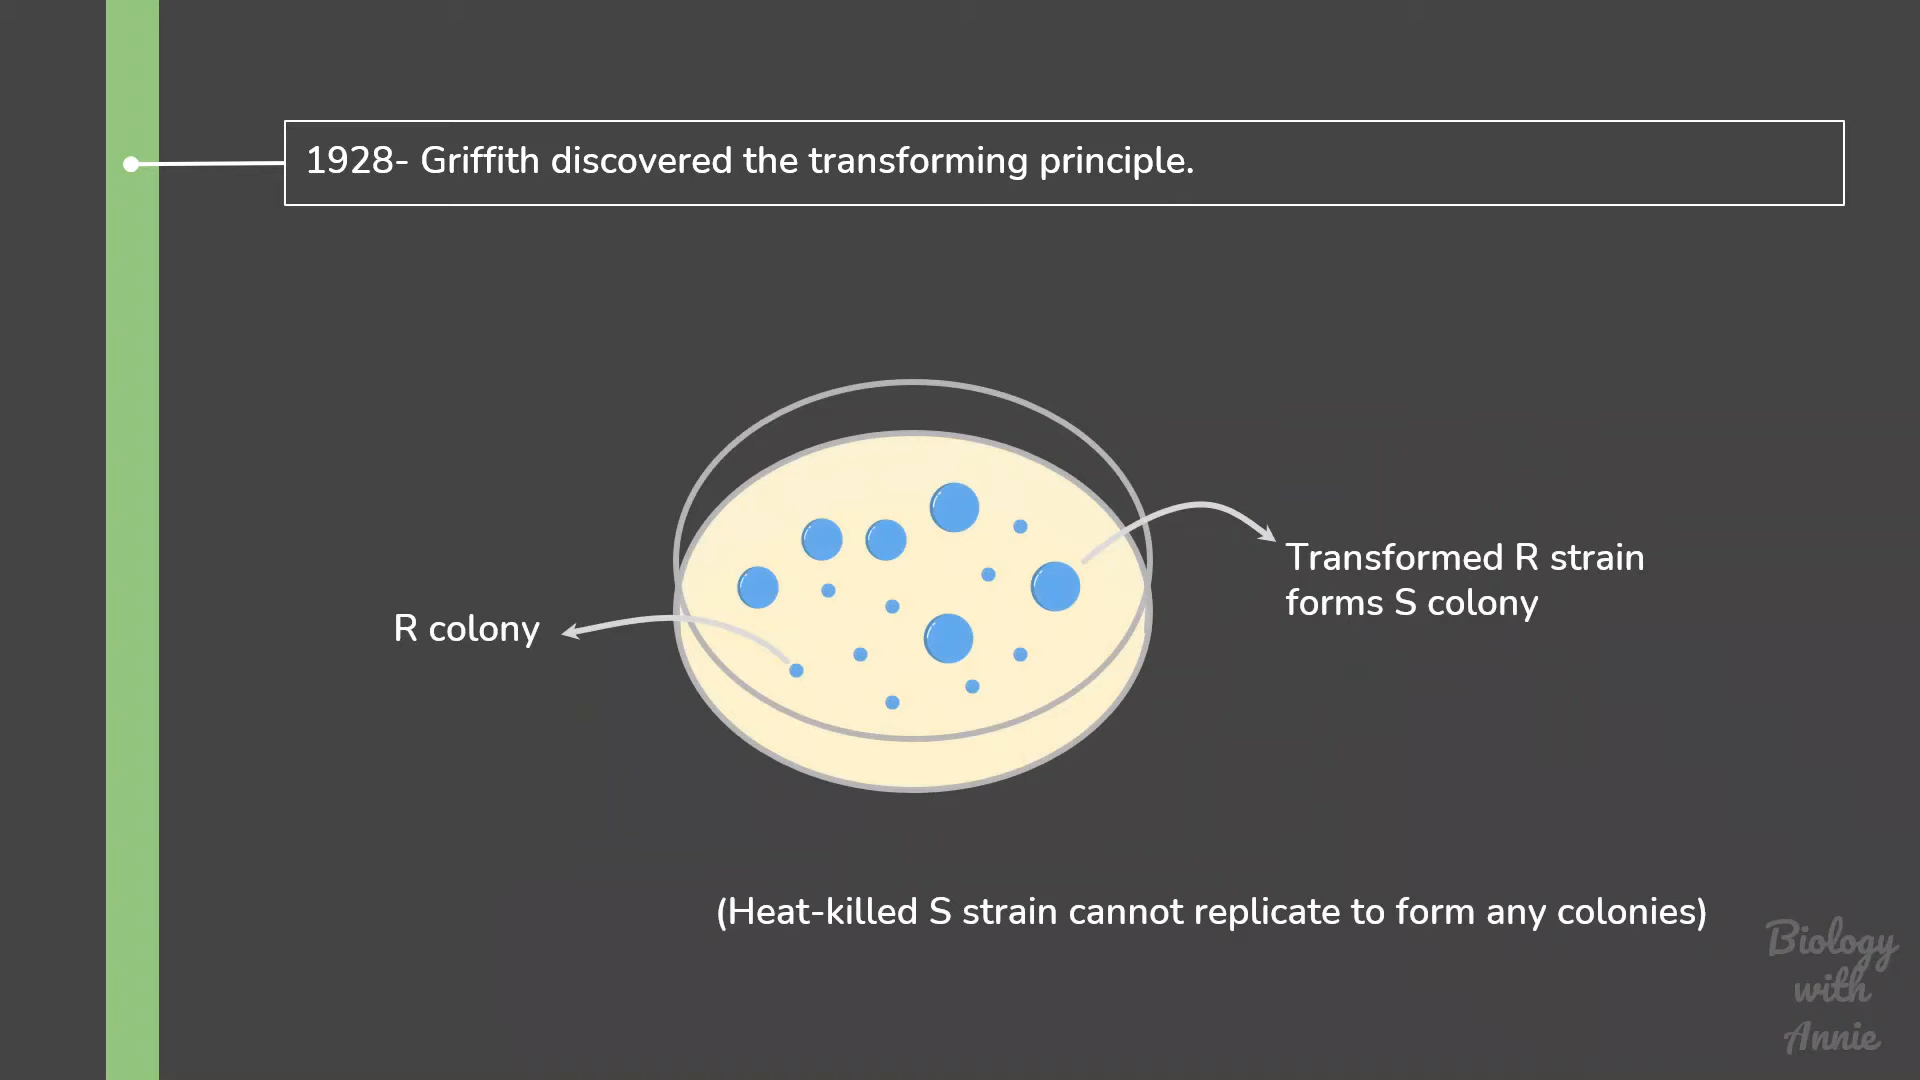 1928- Griffith discovered the transforming principle.
Transformed R strain
forms S colony
R colony
(Heat-killed S strain cannot replicate to form any colonies)
Biology
with
Annie